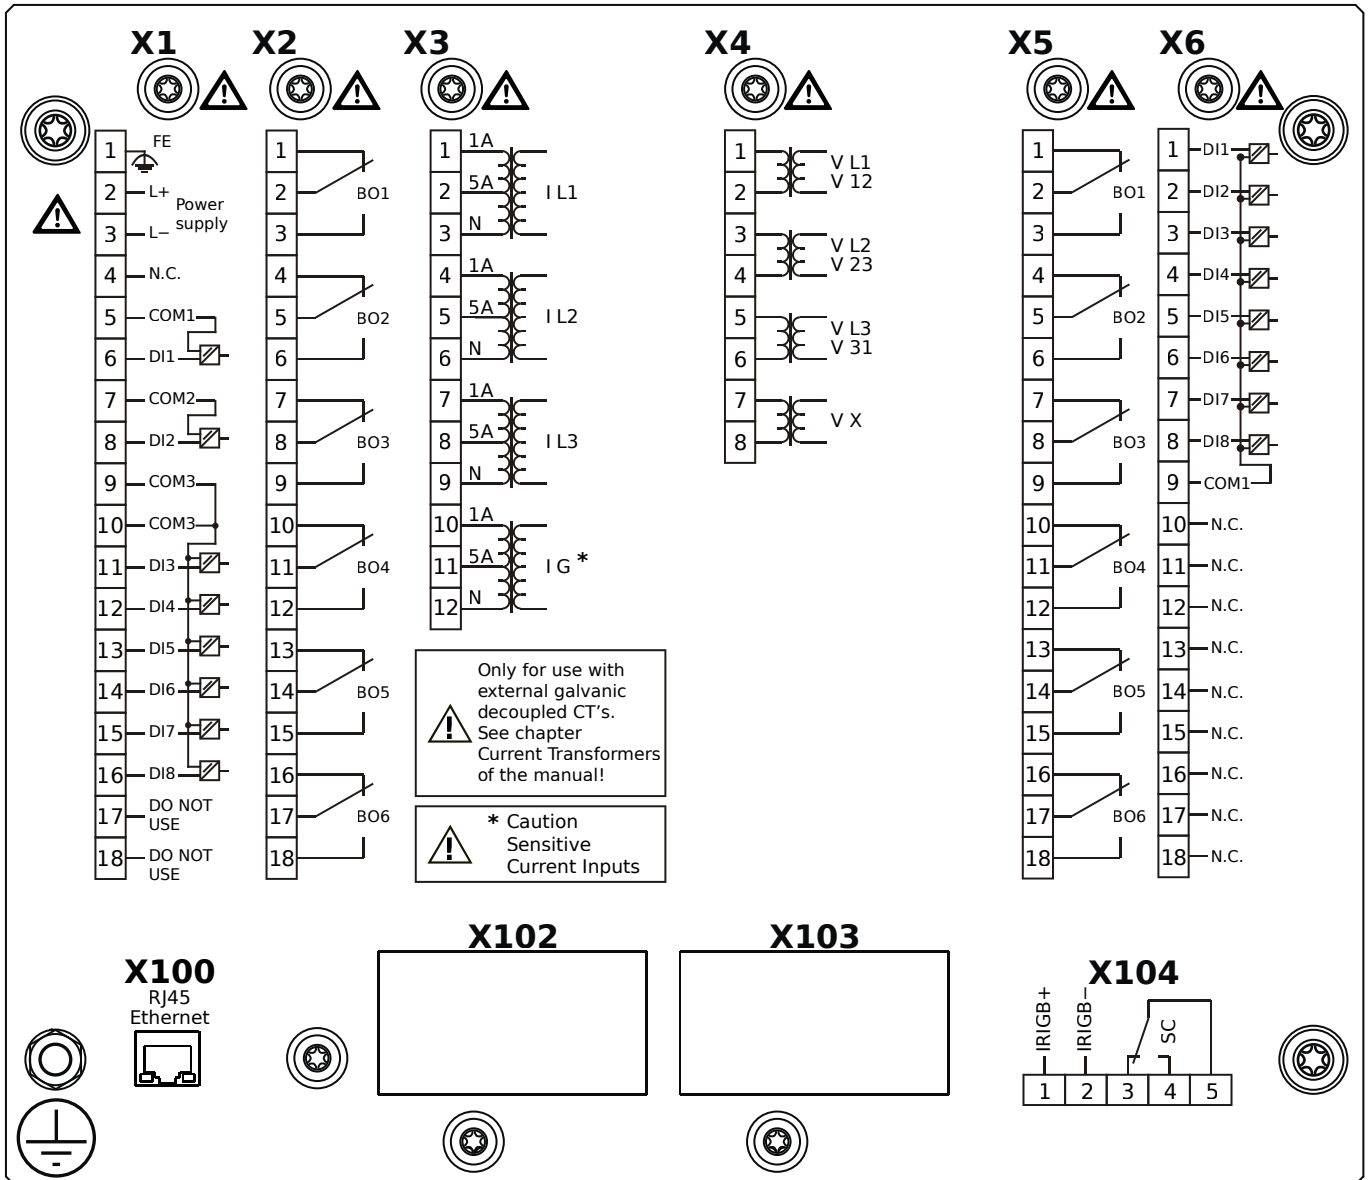 X1
X2
X3
X4
X5
X6
1 FE
2 L+
Power
supply
3 L−
4 N.C.
5 COM1
6 DI1
7 COM2
8 DI2
9 COM3
10 COM3
11 DI3
12 DI4
13 DI5
14 DI6
15 DI7
16 DI8
17 DO NOT
USE
18 DO NOT
USE
1
2 BO1
3
4
5 BO2
6
7
8 BO3
9
10
11 BO4
12
13
14 BO5
15
16
17 BO6
18
1 1A
2 5A I L1
3 N
4 1A
5 5A I L2
6 N
7 1A
8 5A I L3
9 N
10 1A
11 5A I G *
12 N
Only for use with
external galvanic
decoupled CT's.
See chapter
Current Transformers
of the manual!
* Caution
Sensitive
Current Inputs
1 V L1
2 V 12
3 V L2
4 V 23
5 V L3
6 V 31
7 V X
8
1
2 BO1
3
4
5 BO2
6
7
8 BO3
9
10
11 BO4
12
13
14 BO5
15
16
17 BO6
18
1 DI1
2 DI2
3 DI3
4 DI4
5 DI5
6 DI6
7 DI7
8 DI8
9 COM1
10 N.C.
11 N.C.
12 N.C.
13 N.C.
14 N.C.
15 N.C.
16 N.C.
17 N.C.
18 N.C.
X100
RJ45
Ethernet
X102
X103
X104
IRIGB+
IRIGB−
SC
1 2 3 4 5